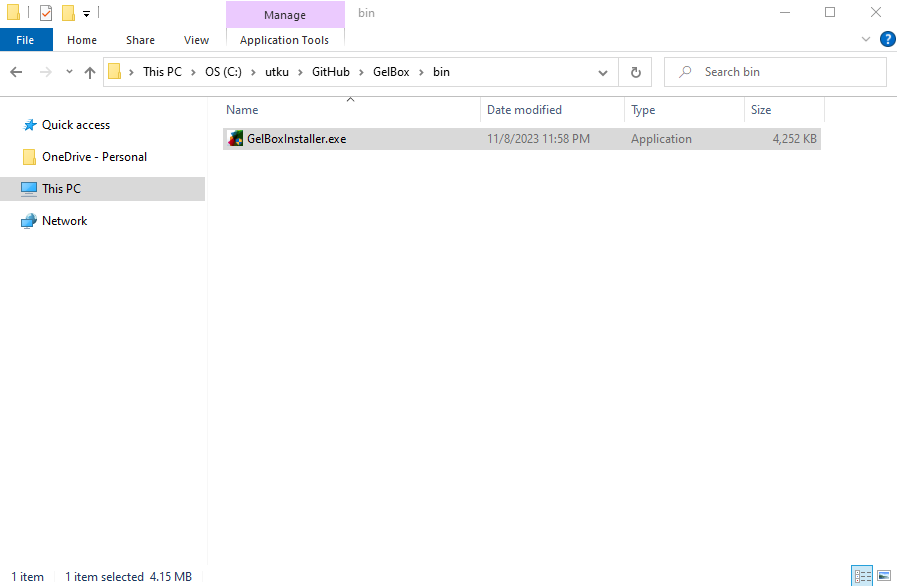 Manage
bin
File
Home
Share
View
Application Tools
This PC
OS (C:)
utku
GitHub
GelBox
bin
Search bin
Quick access
OneDrive - Personal
This PC
Network
Name
Date modified
Type
Size
GelBoxInstaller.exe
11/8/2023 11:58 PM
Application
4,252 KB
1 item
1 item selected 4.15 MB